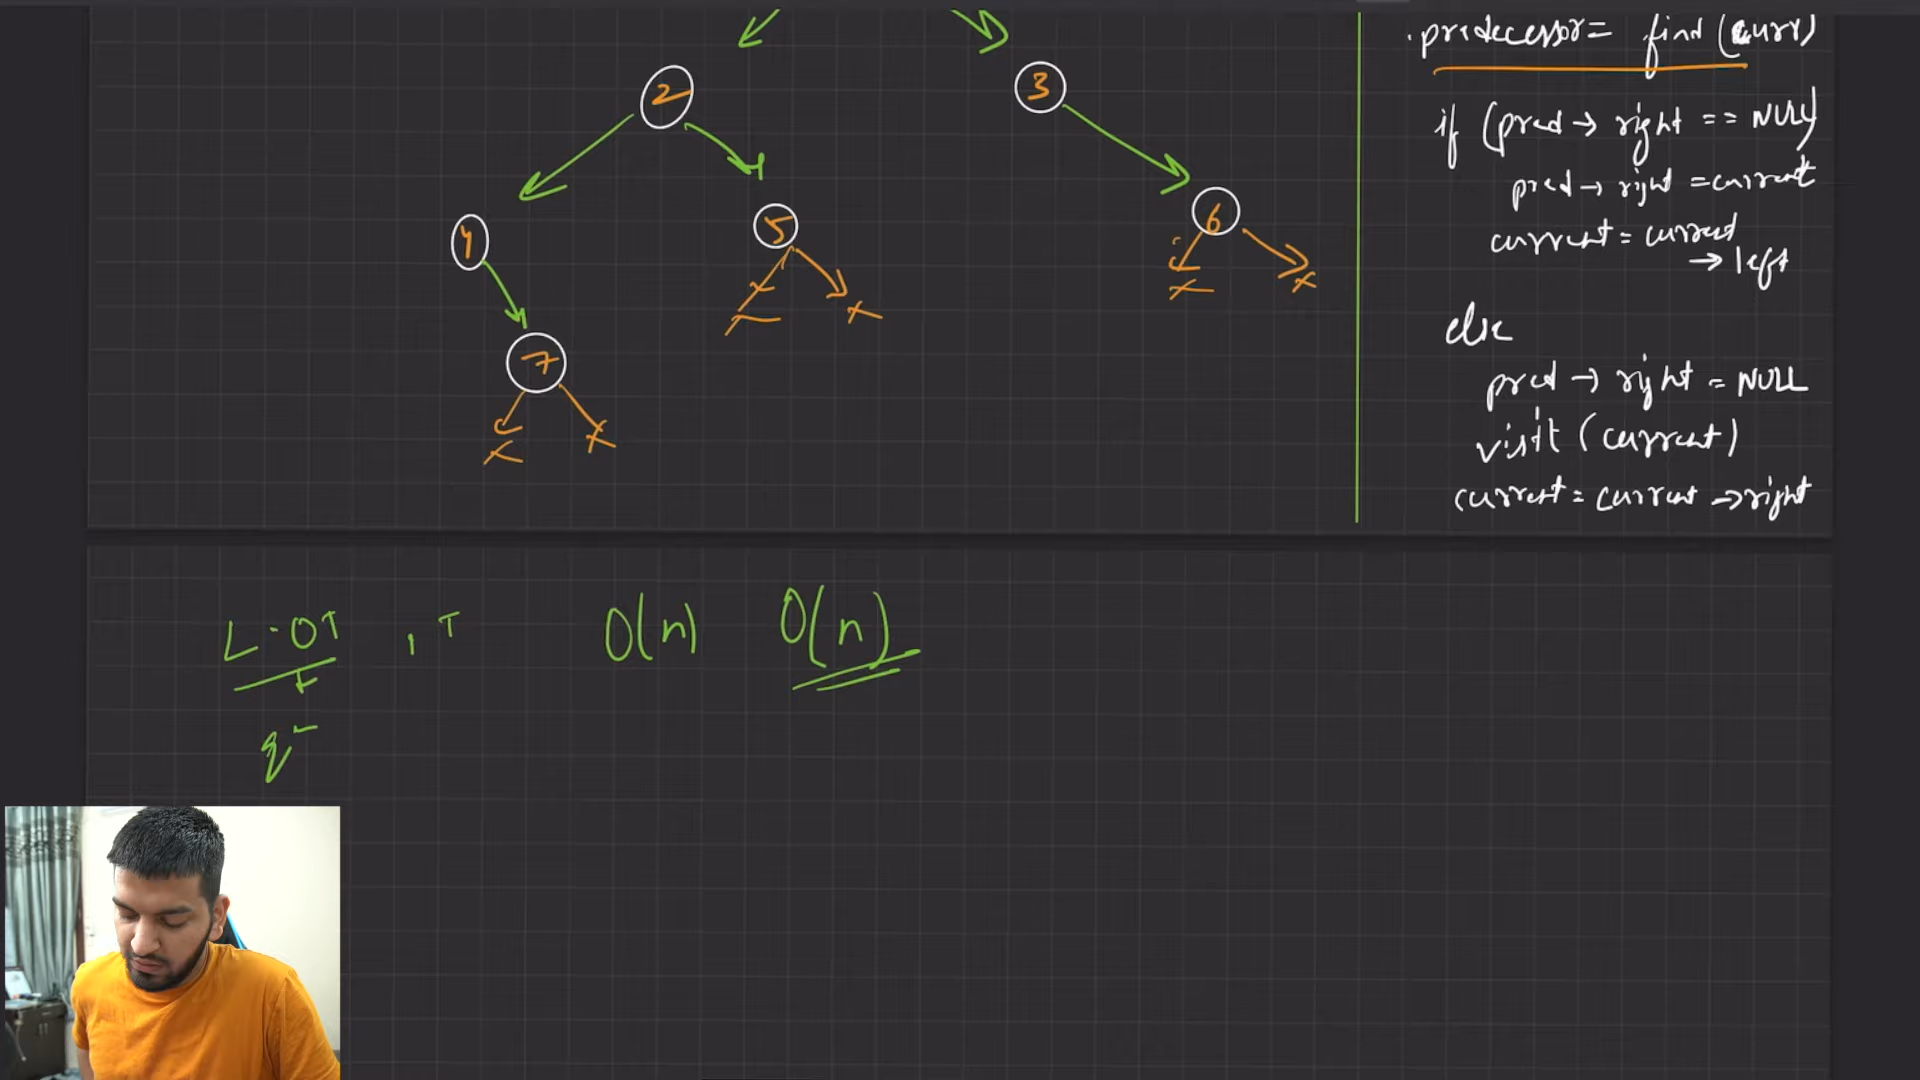 predecessor = find (curr)
if (pred → right == NULL)
pred → right = current
current = current
→ left
else
pred → right = NULL
visit (current)
current = current → right
2
3
4
5
6
7
L.OT , T O(n) O(n)
q